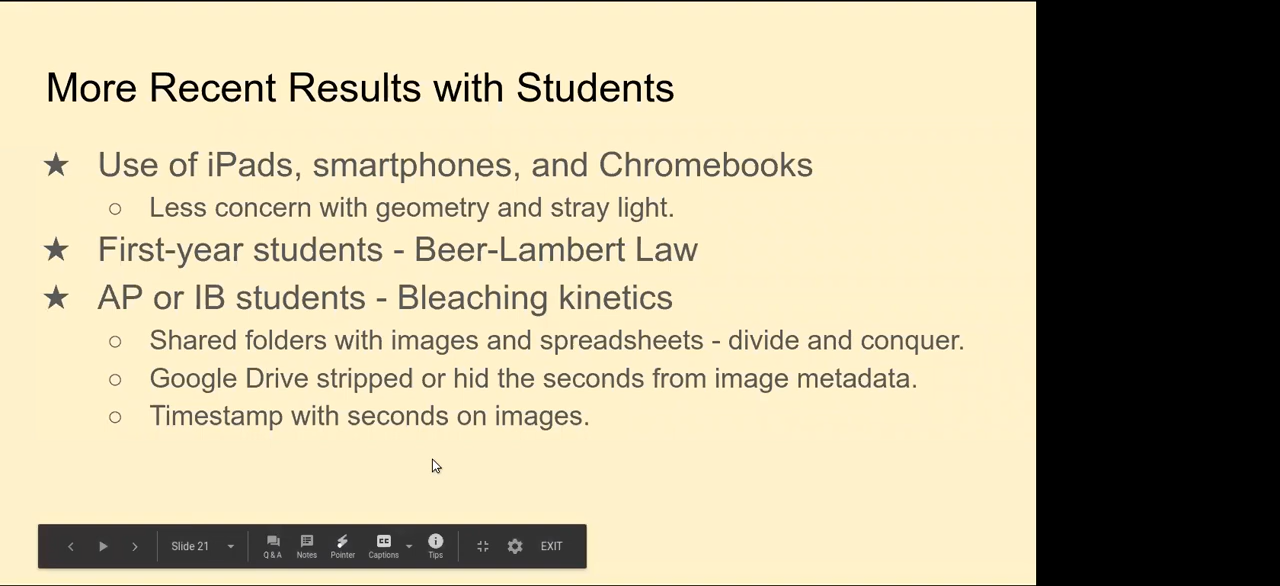 More Recent Results with Students
★ Use of iPads, smartphones, and Chromebooks
○ Less concern with geometry and stray light.
★ First-year students - Beer-Lambert Law
★ AP or IB students - Bleaching kinetics
○ Shared folders with images and spreadsheets - divide and conquer.
○ Google Drive stripped or hid the seconds from image metadata.
○ Timestamp with seconds on images.
Slide 21 Q&A Notes Pointer CC Captions Tips EXIT